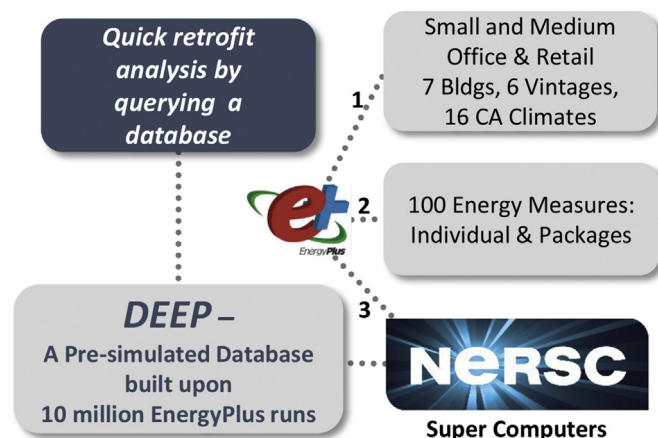 Quick retrofit
analysis by
querying a
database
Small and Medium
Office & Retail
7 Bldgs, 6 Vintages,
16 CA Climates
1
e+
EnergyPlus
2
100 Energy Measures:
Individual & Packages
3
DEEP –
A Pre-simulated Database
built upon
10 million EnergyPlus runs
NERSC
Super Computers